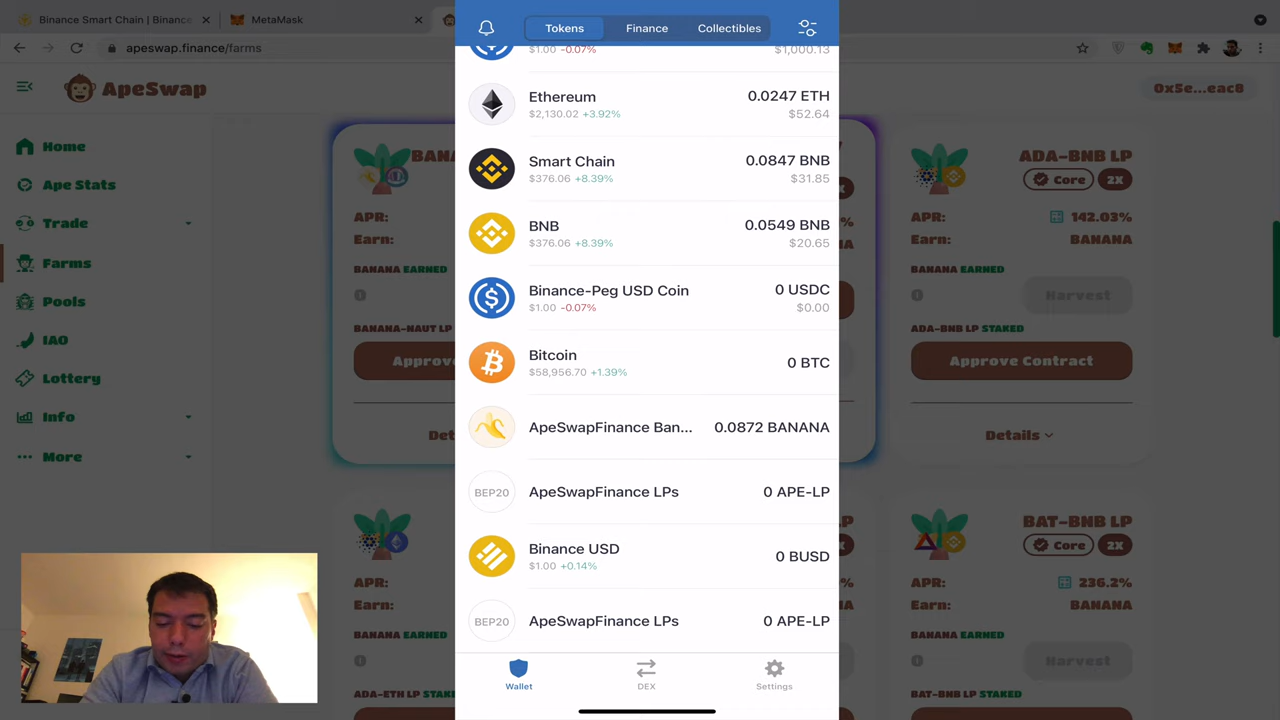 Binance Smart Chain | Binance
MetaMask
apeswap.finance/farms
ApeSwap
0x5e...eac8
Home
Ape Stats
Trade
Farms
Pools
IAO
Lottery
Info
More
Tokens
Finance
Collectibles
$1.00 -0.07%
$1,000.13
Ethereum
0.0247 ETH
$2,130.02 +3.92%
$52.64
Smart Chain
0.0847 BNB
$376.06 +8.39%
$31.85
BNB
0.0549 BNB
$376.06 +8.39%
$20.65
Binance-Peg USD Coin
0 USDC
$1.00 -0.07%
$0.00
Bitcoin
0 BTC
$58,956.70 +1.39%
ApeSwapFinance Ban...
0.0872 BANANA
BEP20
ApeSwapFinance LPs
0 APE-LP
Binance USD
0 BUSD
$1.00 +0.14%
BEP20
ApeSwapFinance LPs
0 APE-LP
Wallet
DEX
Settings
BANANA EARNED
BANANA-NAUT LP
APR:
Earn:
BANANA EARNED
ADA-ETH LP STAKED
ADA-BNB LP
Core
2X
APR:
142.03%
Earn:
BANANA
BANANA EARNED
Harvest
ADA-BNB LP STAKED
Approve Contract
Details
BAT-BNB LP
Core
2X
APR:
236.2%
Earn:
BANANA
BANANA EARNED
Harvest
BAT-BNB LP STAKED